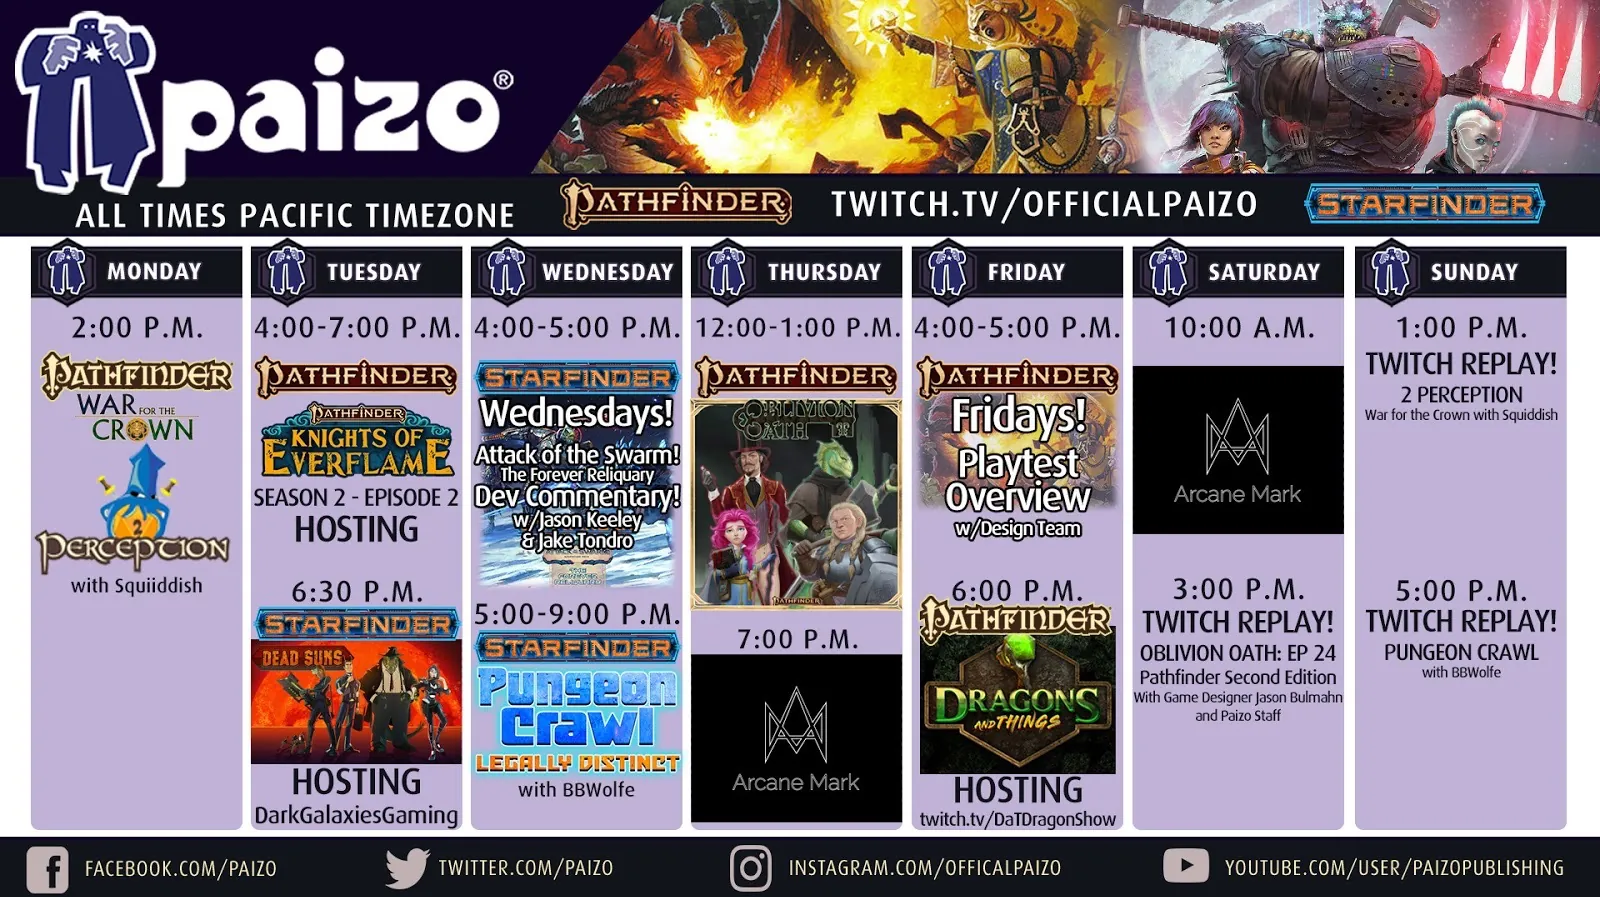 paizo®
ALL TIMES PACIFIC TIMEZONE
PATHFINDER
TWITCH.TV/OFFICIALPAIZO
STARFINDER
MONDAY
2:00 P.M.
PATHFINDER
WAR FOR THE
CROWN
2
PERCEPTION
with Squiiddish
TUESDAY
4:00-7:00 P.M.
PATHFINDER
PATHFINDER
KNIGHTS OF
EVERFLAME
SEASON 2 - EPISODE 2
HOSTING
6:30 P.M.
STARFINDER
DEAD SUNS
HOSTING
DarkGalaxiesGaming
WEDNESDAY
4:00-5:00 P.M.
STARFINDER
Wednesdays!
Attack of the Swarm!
The Forever Reliquary
Dev Commentary!
w/Jason Keeley
& Jake Tondro
THE FOREVER
RELIQUARY
5:00-9:00 P.M.
STARFINDER
Pungeon
Crawl
LEGALLY DISTINCT
with BBWolfe
THURSDAY
12:00-1:00 P.M.
PATHFINDER
OBLIVION
OATH
PATHFINDER
7:00 P.M.
Arcane Mark
FRIDAY
4:00-5:00 P.M.
PATHFINDER
Fridays!
Playtest
Overview
w/Design Team
6:00 P.M.
PATHFINDER
DRAGONS
AND THINGS
HOSTING
twitch.tv/DaTDragonShow
SATURDAY
10:00 A.M.
Arcane Mark
3:00 P.M.
TWITCH REPLAY!
OBLIVION OATH: EP 24
Pathfinder Second Edition
With Game Designer Jason Bulmahn
and Paizo Staff
SUNDAY
1:00 P.M.
TWITCH REPLAY!
2 PERCEPTION
War for the Crown with Squiddish
5:00 P.M.
TWITCH REPLAY!
PUNGEON CRAWL
with BBWolfe
FACEBOOK.COM/PAIZO
TWITTER.COM/PAIZO
INSTAGRAM.COM/OFFICALPAIZO
YOUTUBE.COM/USER/PAIZOPUBLISHING